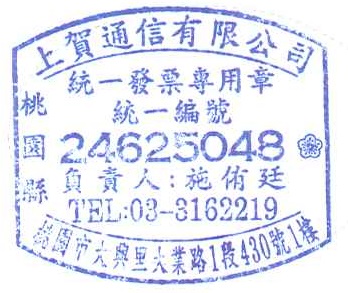 上賀通信有限公司
統一發票專用章
統一編號
桃園縣
24625048
負責人:施侑廷
TEL:03-3162219
桃園市大興里大業路1段430號1樓